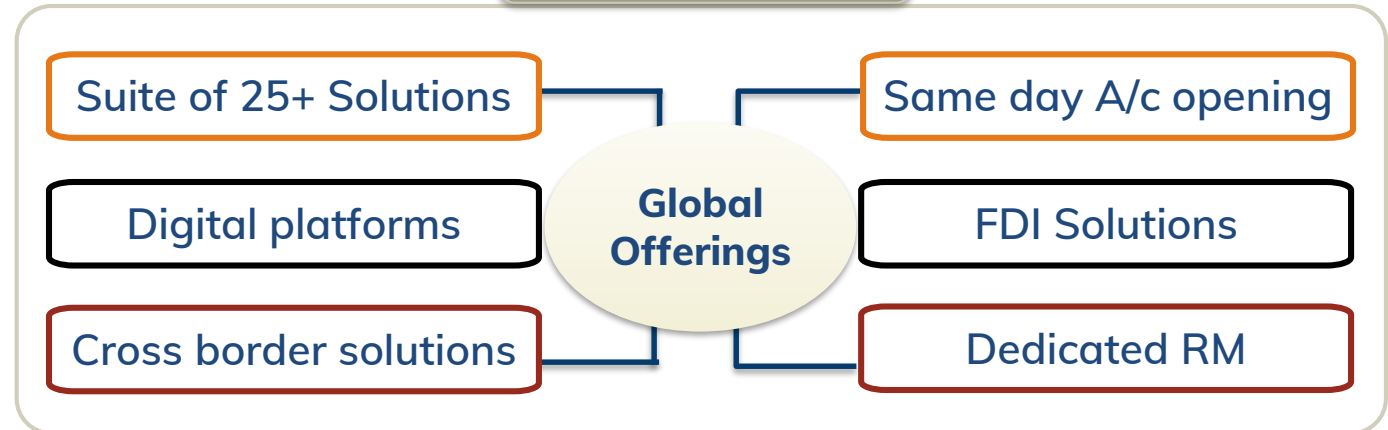 Suite of 25+ Solutions
Same day A/c opening
Digital platforms
Global
Offerings
FDI Solutions
Cross border solutions
Dedicated RM